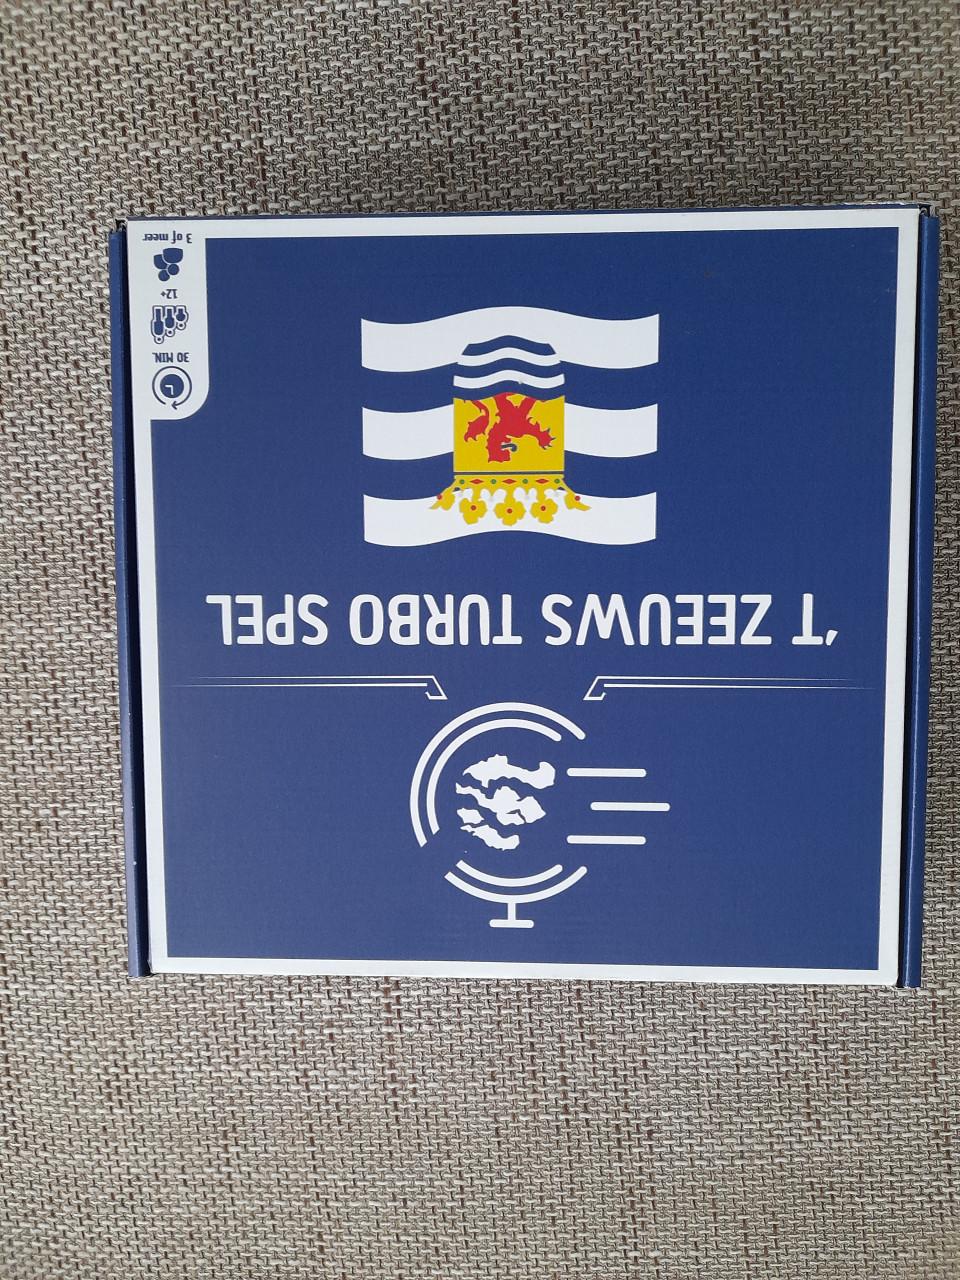 'T ZEEUWS TURBO SPEL
30 MIN.
12+
3 of meer